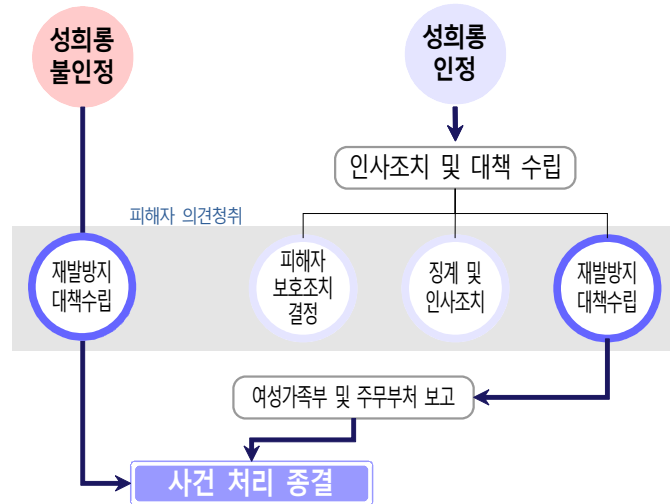 성희롱
불인정
성희롱
인정
인사조치 및 대책 수립
피해자 의견청취
재발방지
대책수립
피해자
보호조치
결정
징계 및
인사조치
재발방지
대책수립
여성가족부 및 주무부처 보고
사건 처리 종결